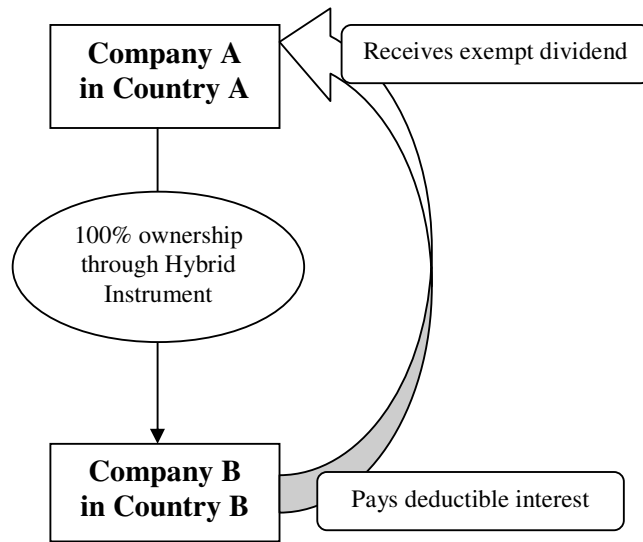 Company A
in Country A
Receives exempt dividend
100% ownership
through Hybrid
Instrument
Company B
in Country B
Pays deductible interest